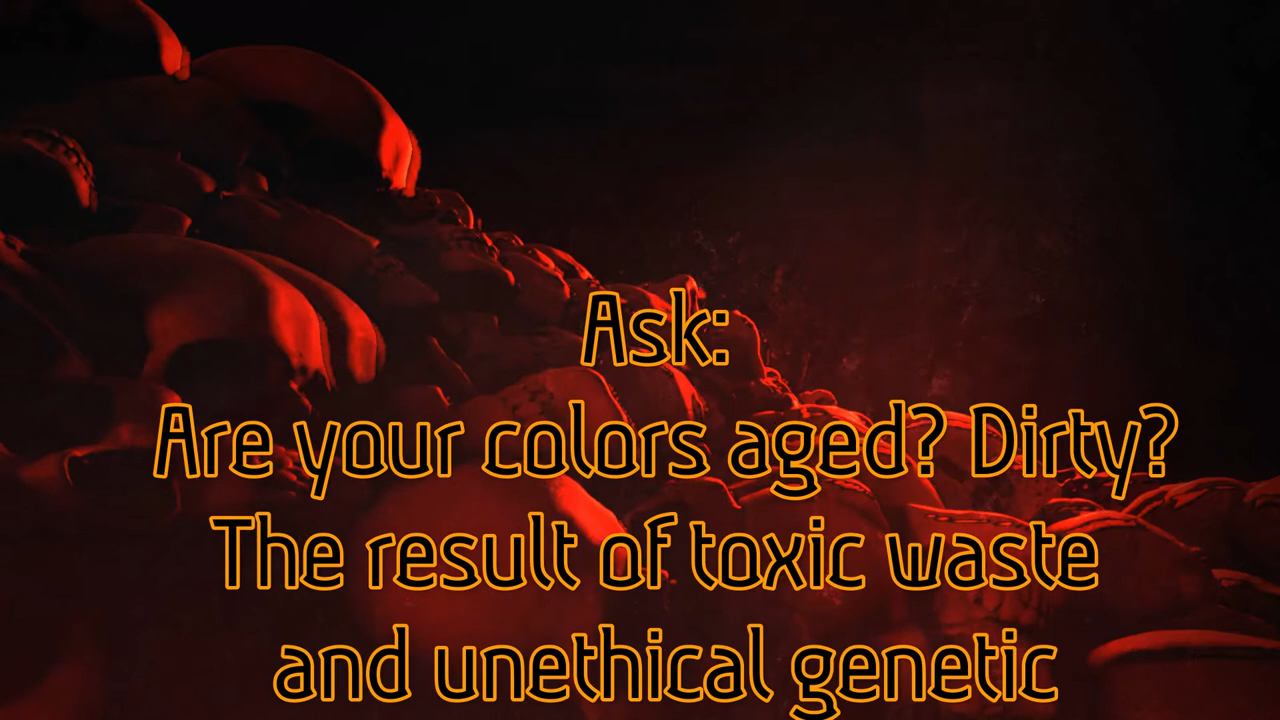 Ask:
Are your colors aged? Dirty?
The result of toxic waste
and unethical genetic